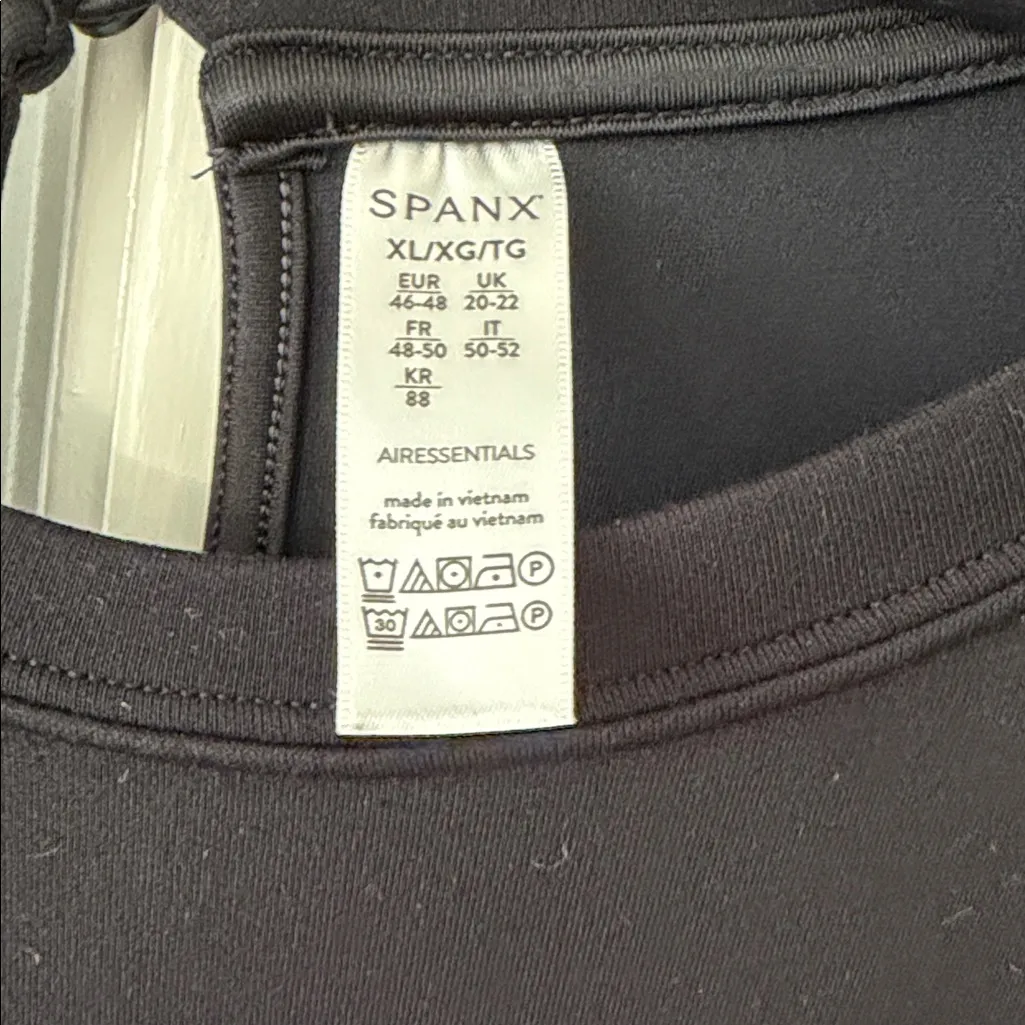 SPANX
XL/XG/TG
EUR UK
46-48 20-22
FR IT
48-50 50-52
KR
88
AIRESSENTIALS
made in vietnam
fabriqué au vietnam
P
30 P